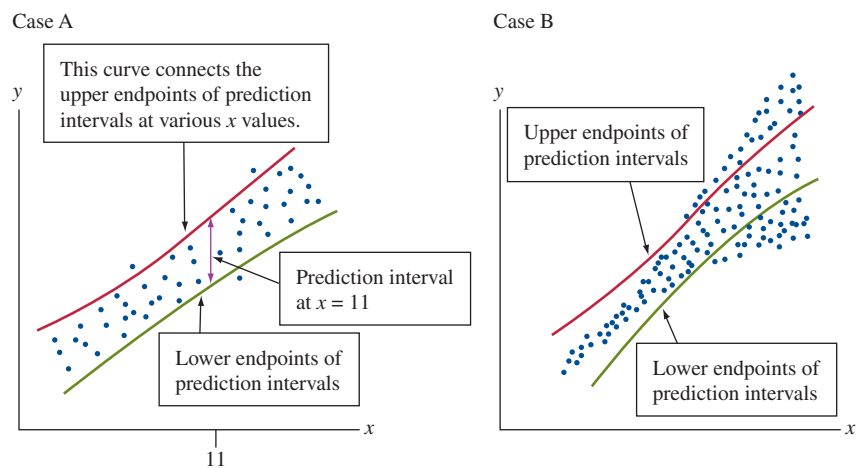 Case A
This curve connects the
upper endpoints of prediction
intervals at various x values.
y
Prediction interval
at x = 11
Lower endpoints of
prediction intervals
x
11
Case B
y
Upper endpoints of
prediction intervals
Lower endpoints of
prediction intervals
x